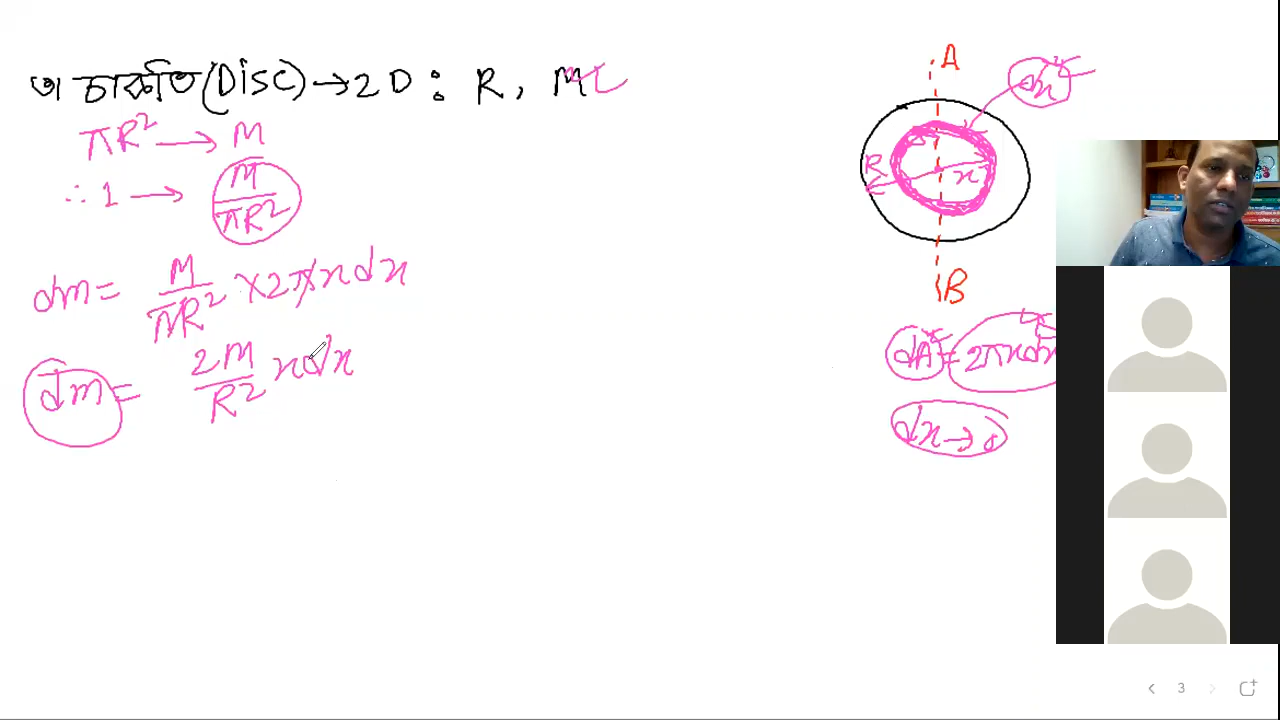 চাকতি (Disc) → 2D : R, M
πR² → M
∴ 1 → M/πR²
dm = M/πR² × 2πx dx
dm = 2M/R² x dx
A
dx
R
x
B
dA = 2πx dx
dx → 0
3